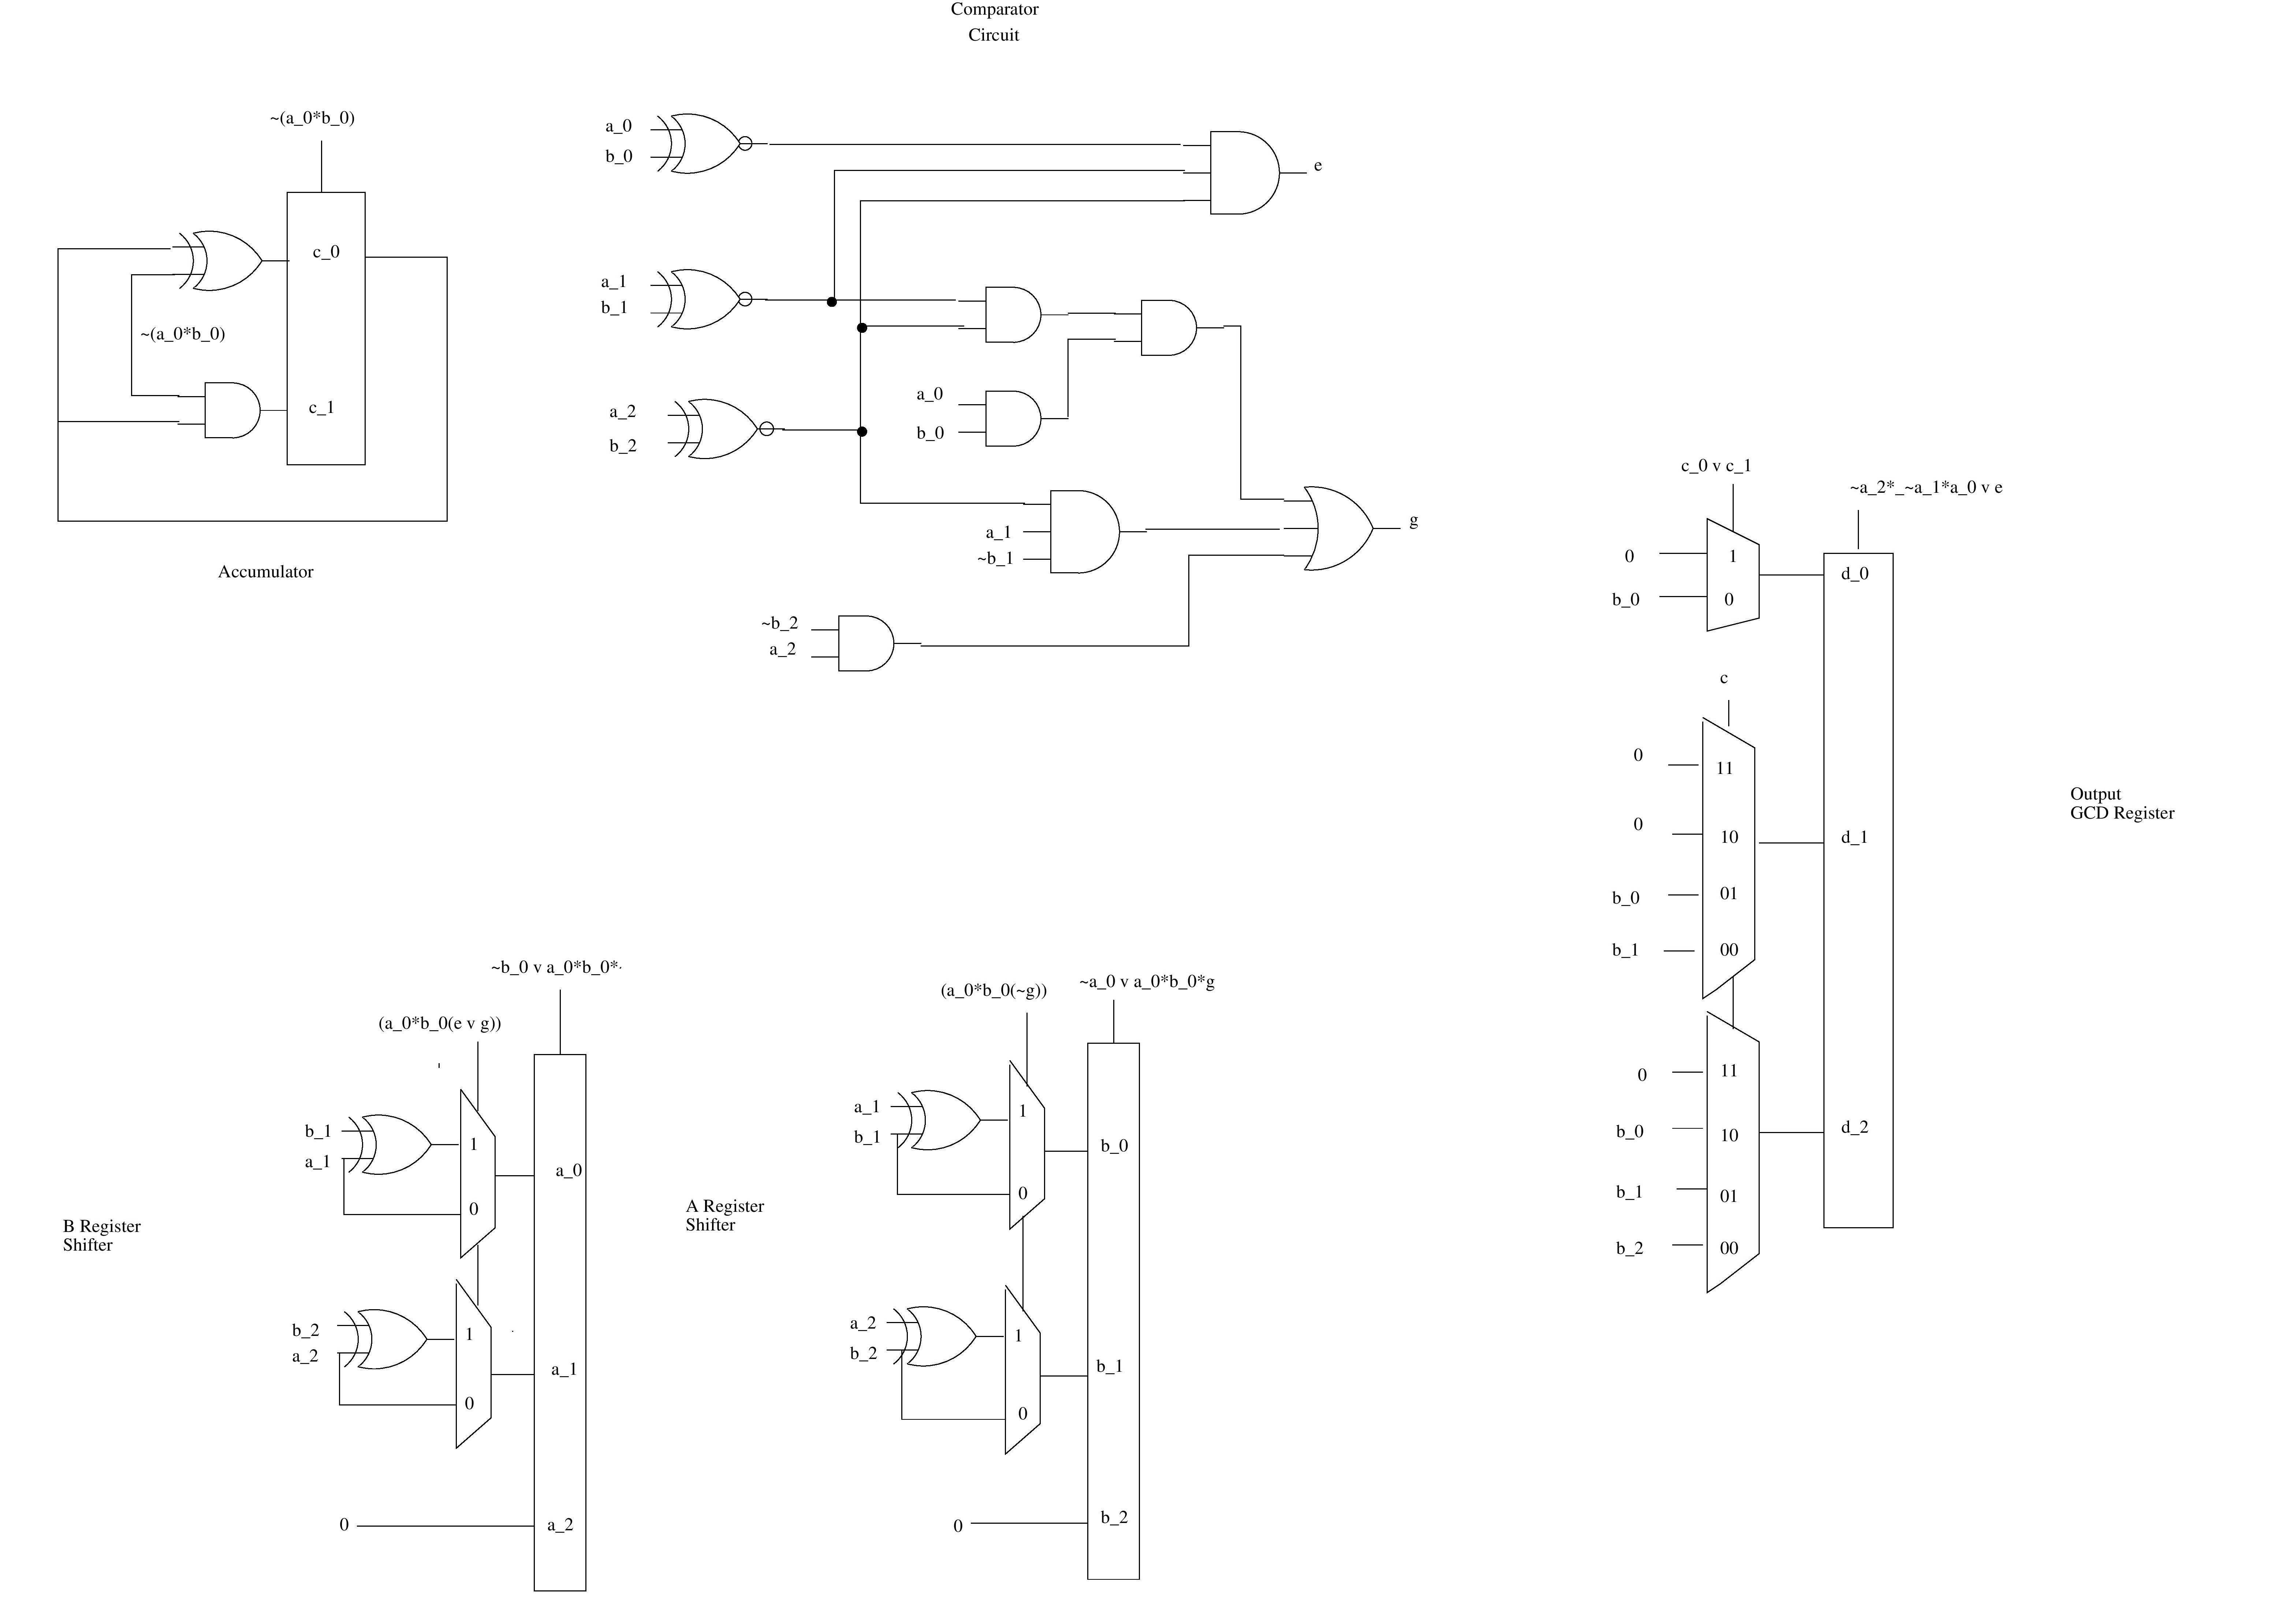 Comparator
Circuit
~(a_0*b_0)
c_0
~(a_0*b_0)
c_1
Accumulator
a_0
b_0
e
a_1
b_1
a_2
b_2
a_0
b_0
a_1
~b_1
g
~b_2
a_2
c_0 v c_1
~a_2*_~a_1*a_0 v e
0
1
b_0
0
d_0
c
0
11
0
10
d_1
b_0
01
b_1
00
0
11
b_0
10
d_2
b_1
01
b_2
00
Output
GCD Register
~b_0 v a_0*b_0*
(a_0*b_0(e v g))
b_1
a_1
1
0
a_0
b_2
a_2
1
0
a_1
0
a_2
B Register
Shifter
A Register
Shifter
(a_0*b_0(~g))
~a_0 v a_0*b_0*g
a_1
b_1
1
0
b_0
a_2
b_2
1
0
b_1
0
b_2